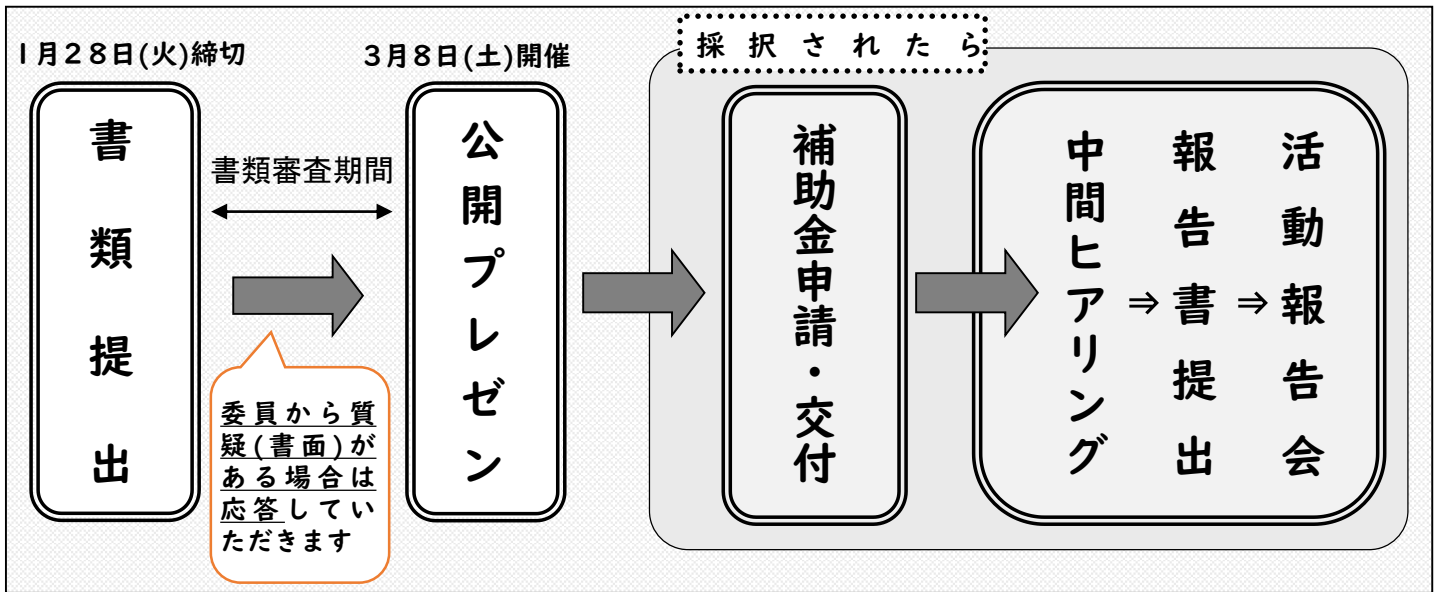 1月28日(火)締切
書類提出
書類審査期間
委員から質
疑(書面)が
ある場合は
応答してい
ただきます
3月8日(土)開催
公開プレゼン
採択されたら
補助金申請・交付
中間ヒアリング
⇒
報告書提出
⇒
活動報告会